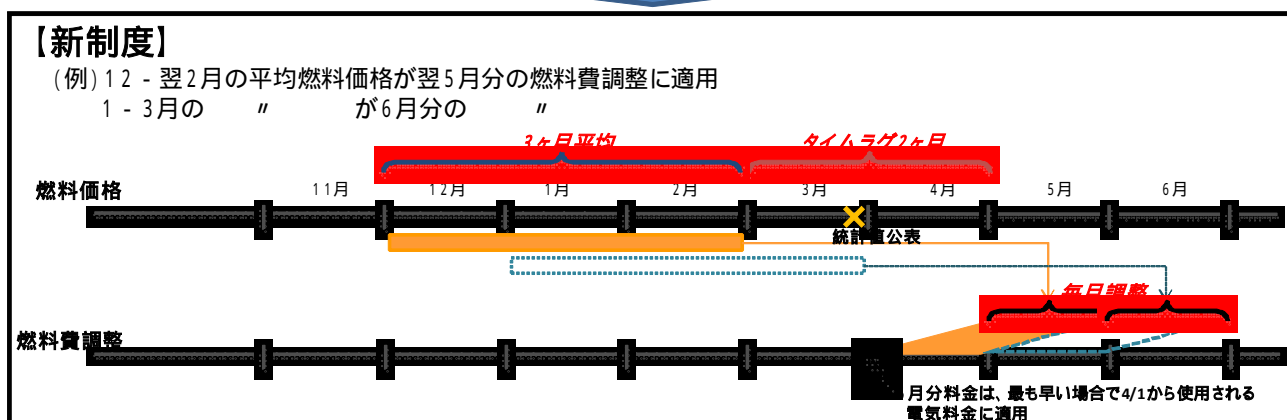 【新制度】
(例)12 - 翌2月の平均燃料価格が翌5月分の燃料費調整に適用
1 - 3月の 〃 が6月分の 〃
3ヶ月平均 タイムラグ2ヶ月
11月 12月 1月 2月 3月 4月 5月 6月
燃料価格
統計値公表
毎月調整
燃料費調整
月分料金は、最も早い場合で4/1から使用される
電気料金に適用